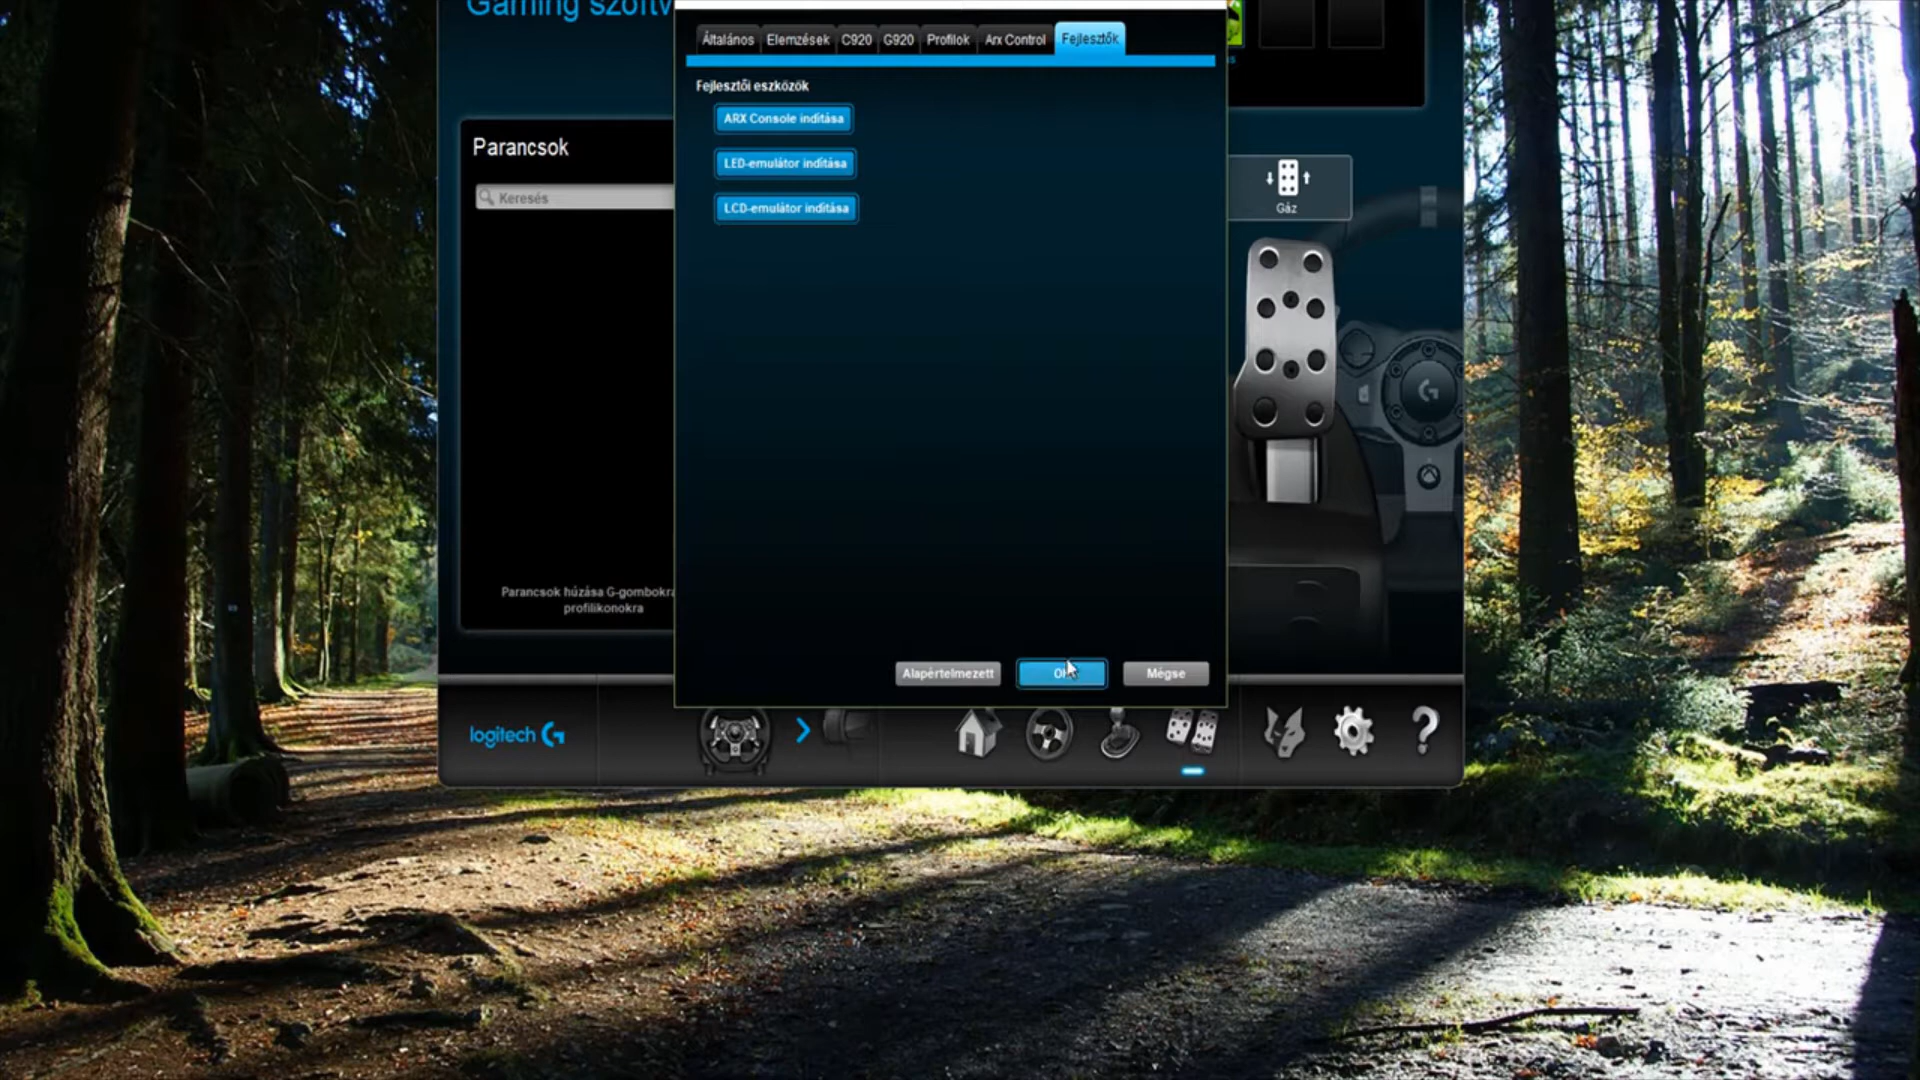 Gaming szoftv
Általános Elemzések C920 G920 Profilok Arx Control Fejlesztők
Fejlesztői eszközök
ARX Console indítása
LED-emulátor indítása
LCD-emulátor indítása
Parancsok
Keresés
Gáz
Parancsok húzása G-gombokra
profilikonokra
Alapértelmezett OK Mégse
logitech G